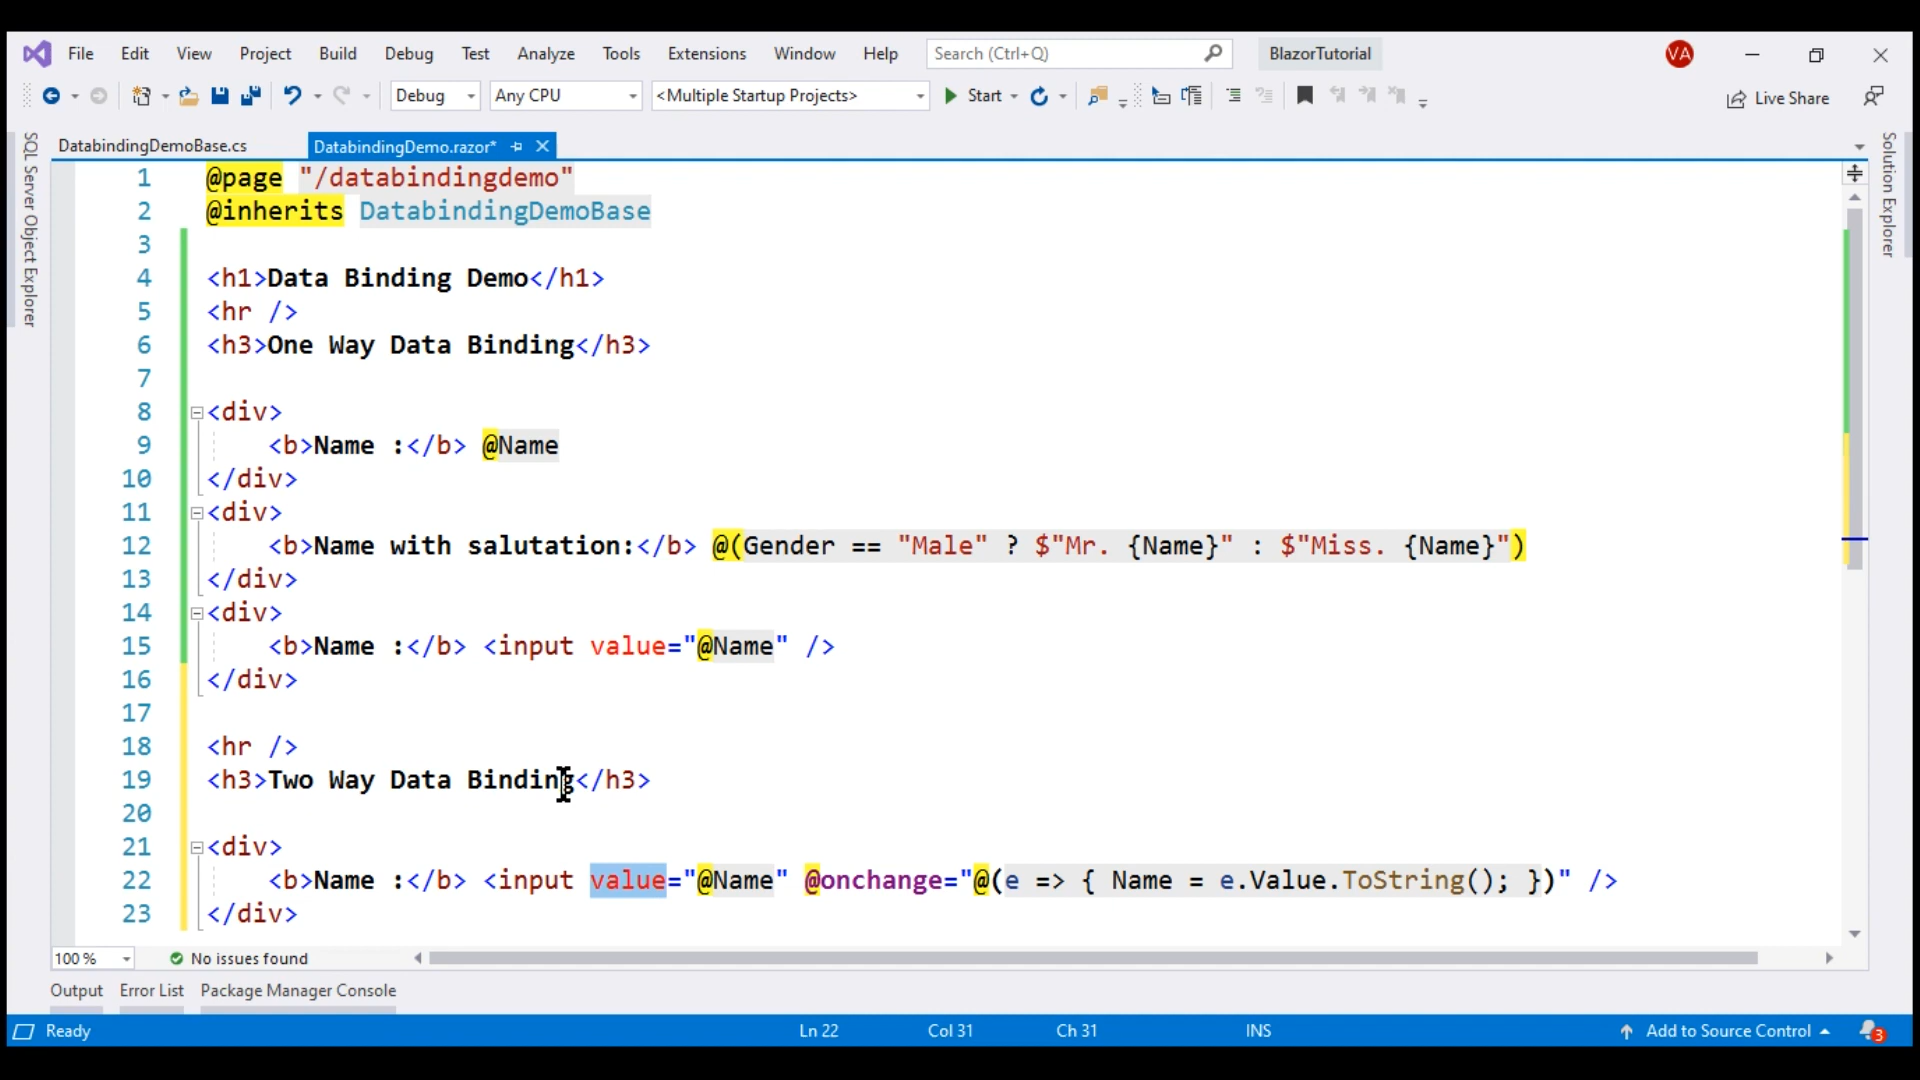 File Edit View Project Build Debug Test Analyze Tools Extensions Window Help Search (Ctrl+Q) BlazorTutorial VA
Debug Any CPU <Multiple Startup Projects> Start Live Share
SQL Server Object Explorer
DatabindingDemoBase.cs DatabindingDemo.razor*
Solution Explorer
1 @page "/databindingdemo"
2 @inherits DatabindingDemoBase
3
4 <h1>Data Binding Demo</h1>
5 <hr />
6 <h3>One Way Data Binding</h3>
7
8 <div>
9 <b>Name :</b> @Name
10 </div>
11 <div>
12 <b>Name with salutation:</b> @(Gender == "Male" ? $"Mr. {Name}" : $"Miss. {Name}")
13 </div>
14 <div>
15 <b>Name :</b> <input value="@Name" />
16 </div>
17
18 <hr />
19 <h3>Two Way Data Binding</h3>
20
21 <div>
22 <b>Name :</b> <input value="@Name" @onchange="@(e => { Name = e.Value.ToString(); })" />
23 </div>
100 % No issues found
Output Error List Package Manager Console
Ready Ln 22 Col 31 Ch 31 INS Add to Source Control 3